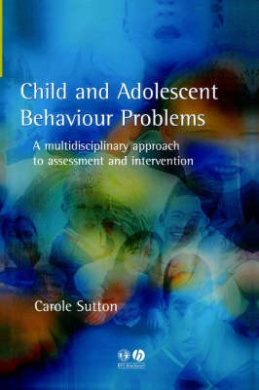 Child and Adolescent
Behaviour Problems
A multidisciplinary approach
to assessment and intervention
Carole Sutton